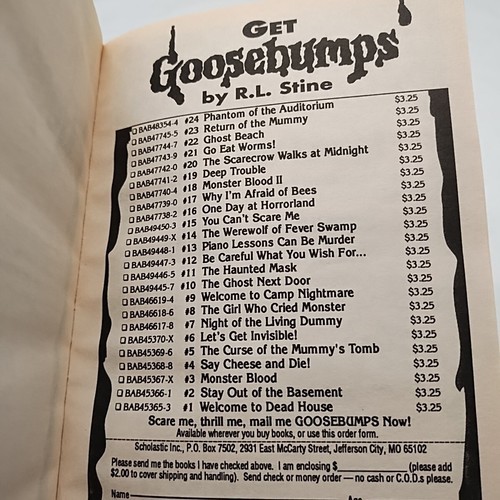 GET
Goosebumps
by R.L. Stine
BAB48354-4 #24 Phantom of the Auditorium $3.25
BAB47745-5 #23 Return of the Mummy $3.25
BAB47744-7 #22 Ghost Beach $3.25
BAB47743-9 #21 Go Eat Worms! $3.25
BAB47742-0 #20 The Scarecrow Walks at Midnight $3.25
BAB47741-2 #19 Deep Trouble $3.25
BAB47740-4 #18 Monster Blood II $3.25
BAB47739-0 #17 Why I'm Afraid of Bees $3.25
BAB47738-2 #16 One Day at Horrorland $3.25
BAB49450-3 #15 You Can't Scare Me $3.25
BAB49449-X #14 The Werewolf of Fever Swamp $3.25
BAB49448-1 #13 Piano Lessons Can Be Murder $3.25
BAB49447-3 #12 Be Careful What You Wish For... $3.25
BAB49446-5 #11 The Haunted Mask $3.25
BAB49445-7 #10 The Ghost Next Door $3.25
BAB46619-4 #9 Welcome to Camp Nightmare $3.25
BAB46618-6 #8 The Girl Who Cried Monster $3.25
BAB46617-8 #7 Night of the Living Dummy $3.25
BAB45370-X #6 Let's Get Invisible! $3.25
BAB45369-6 #5 The Curse of the Mummy's Tomb $3.25
BAB45368-8 #4 Say Cheese and Die! $3.25
BAB45367-X #3 Monster Blood $3.25
BAB45366-1 #2 Stay Out of the Basement $3.25
BAB45365-3 #1 Welcome to Dead House $3.25
Scare me, thrill me, mail me GOOSEBUMPS Now!
Available wherever you buy books, or use this order form.
Scholastic Inc., P.O. Box 7502, 2931 East McCarty Street, Jefferson City, MO 65102
Please send me the books I have checked above. I am enclosing $__________ (please add
$2.00 to cover shipping and handling). Send check or money order — no cash or C.O.D.s please.
Name Age